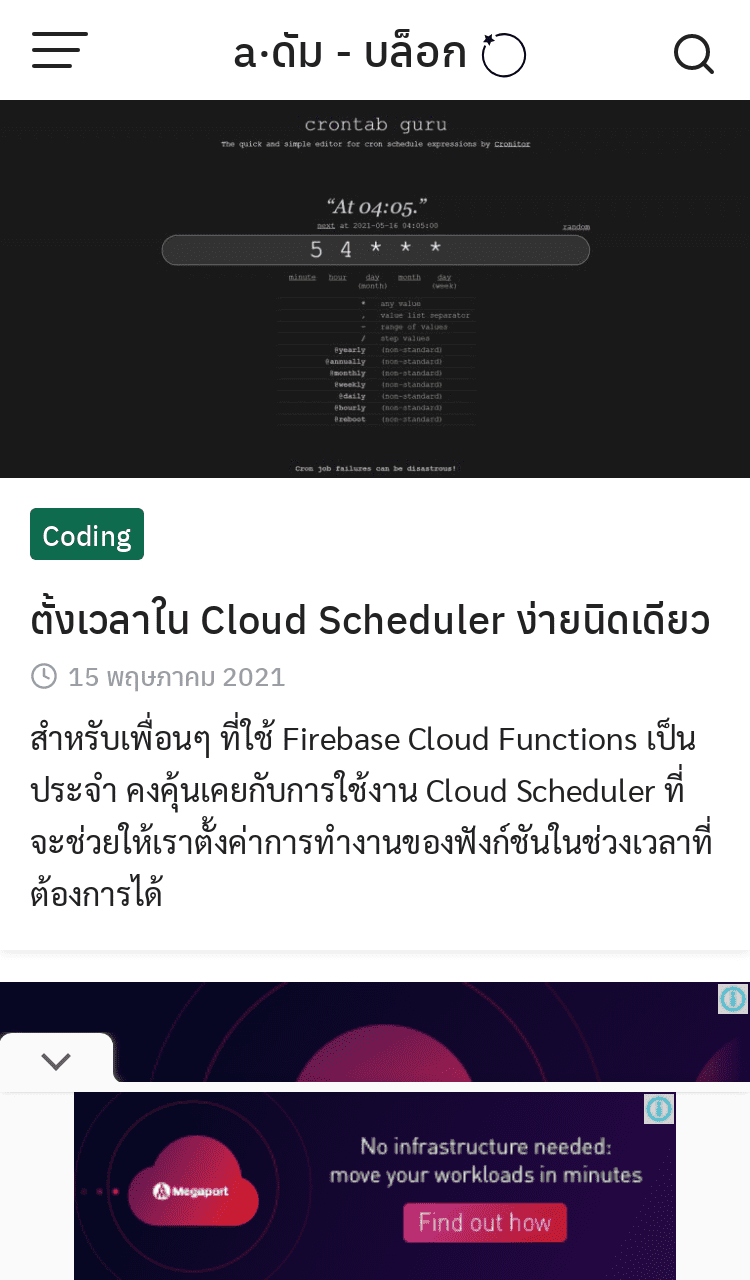 a·ดัม - บล็อก
crontab guru
The quick and simple editor for cron schedule expressions by Cronitor
“At 04:05.”
next at 2021-05-16 04:05:00
random
5 4 * * *
minute hour day (month) month day (week)
* any value
, value list separator
- range of values
/ step values
@yearly (non-standard)
@annually (non-standard)
@monthly (non-standard)
@weekly (non-standard)
@daily (non-standard)
@hourly (non-standard)
@reboot (non-standard)
Cron job failures can be disastrous!
Coding
ตั้งเวลาใน Cloud Scheduler ง่ายนิดเดียว
15 พฤษภาคม 2021
สำหรับเพื่อนๆ ที่ใช้ Firebase Cloud Functions เป็น
ประจำ คงคุ้นเคยกับการใช้งาน Cloud Scheduler ที่
จะช่วยให้เราตั้งค่าการทำงานของฟังก์ชันในช่วงเวลาที่
ต้องการได้
No infrastructure needed:
move your workloads in minutes
Megaport
Find out how